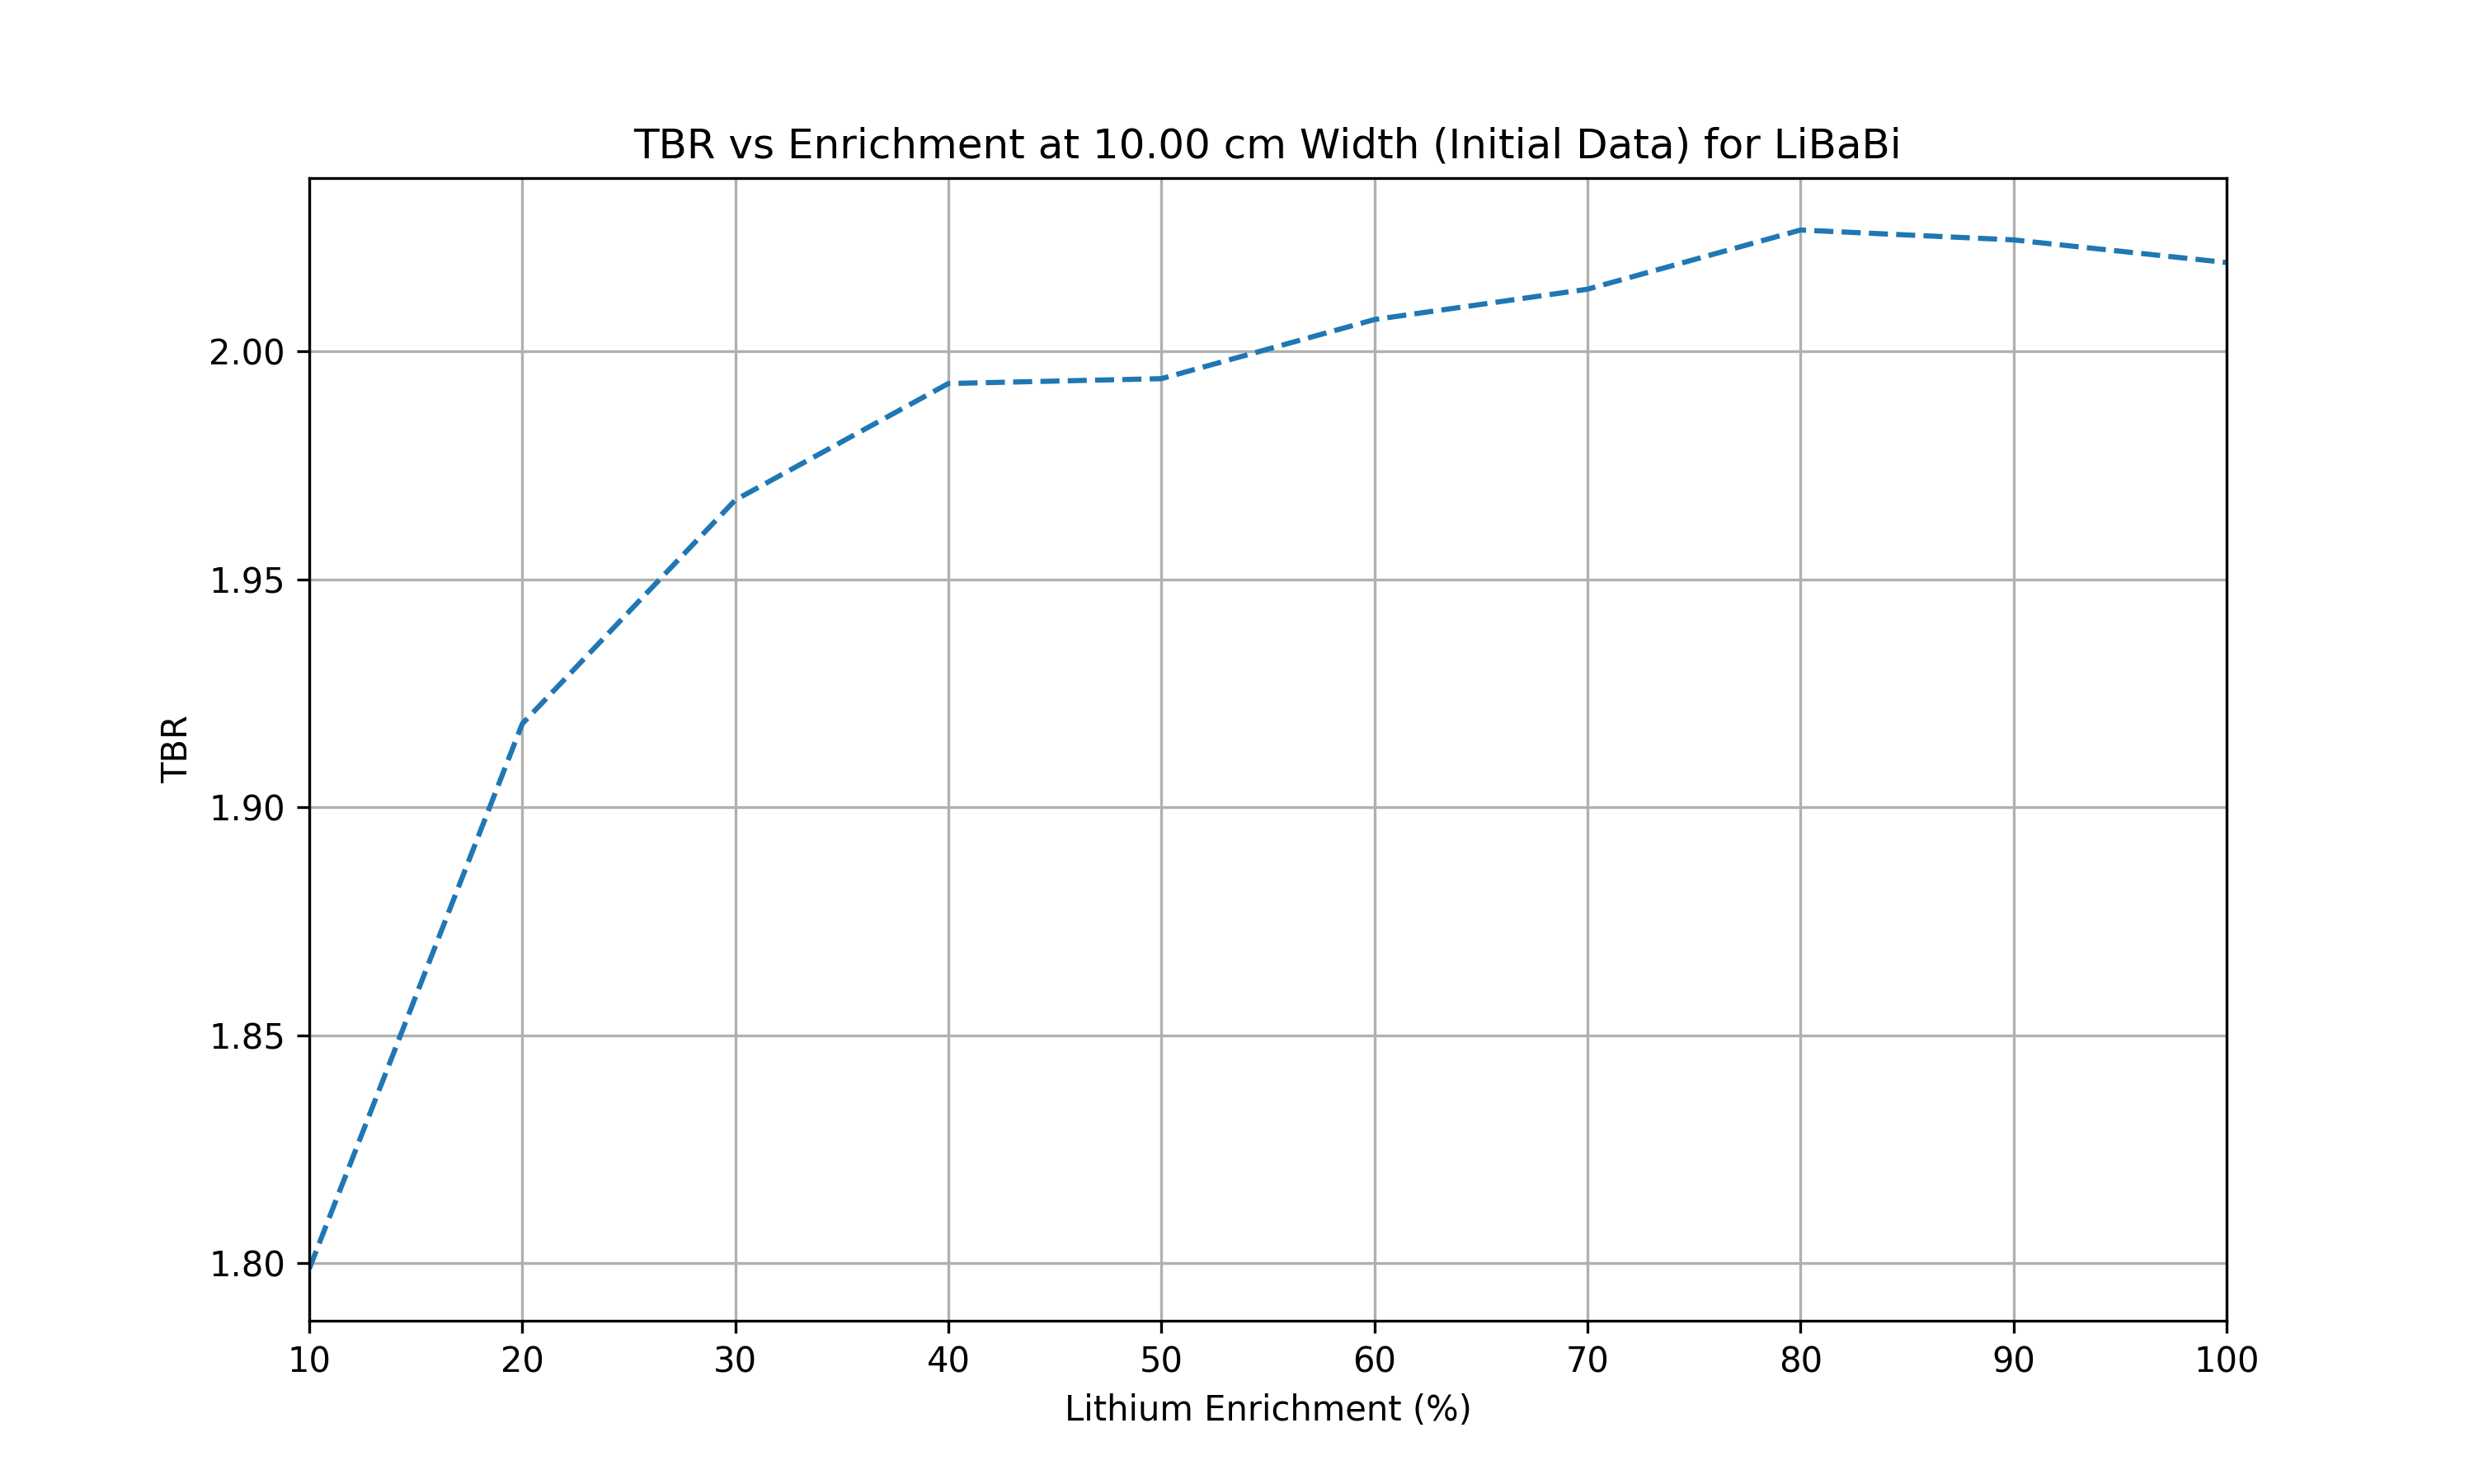 TBR vs Enrichment at 10.00 cm Width (Initial Data) for LiBaBi
2.00
1.95
1.90
1.85
1.80
TBR
10 20 30 40 50 60 70 80 90 100
Lithium Enrichment (%)